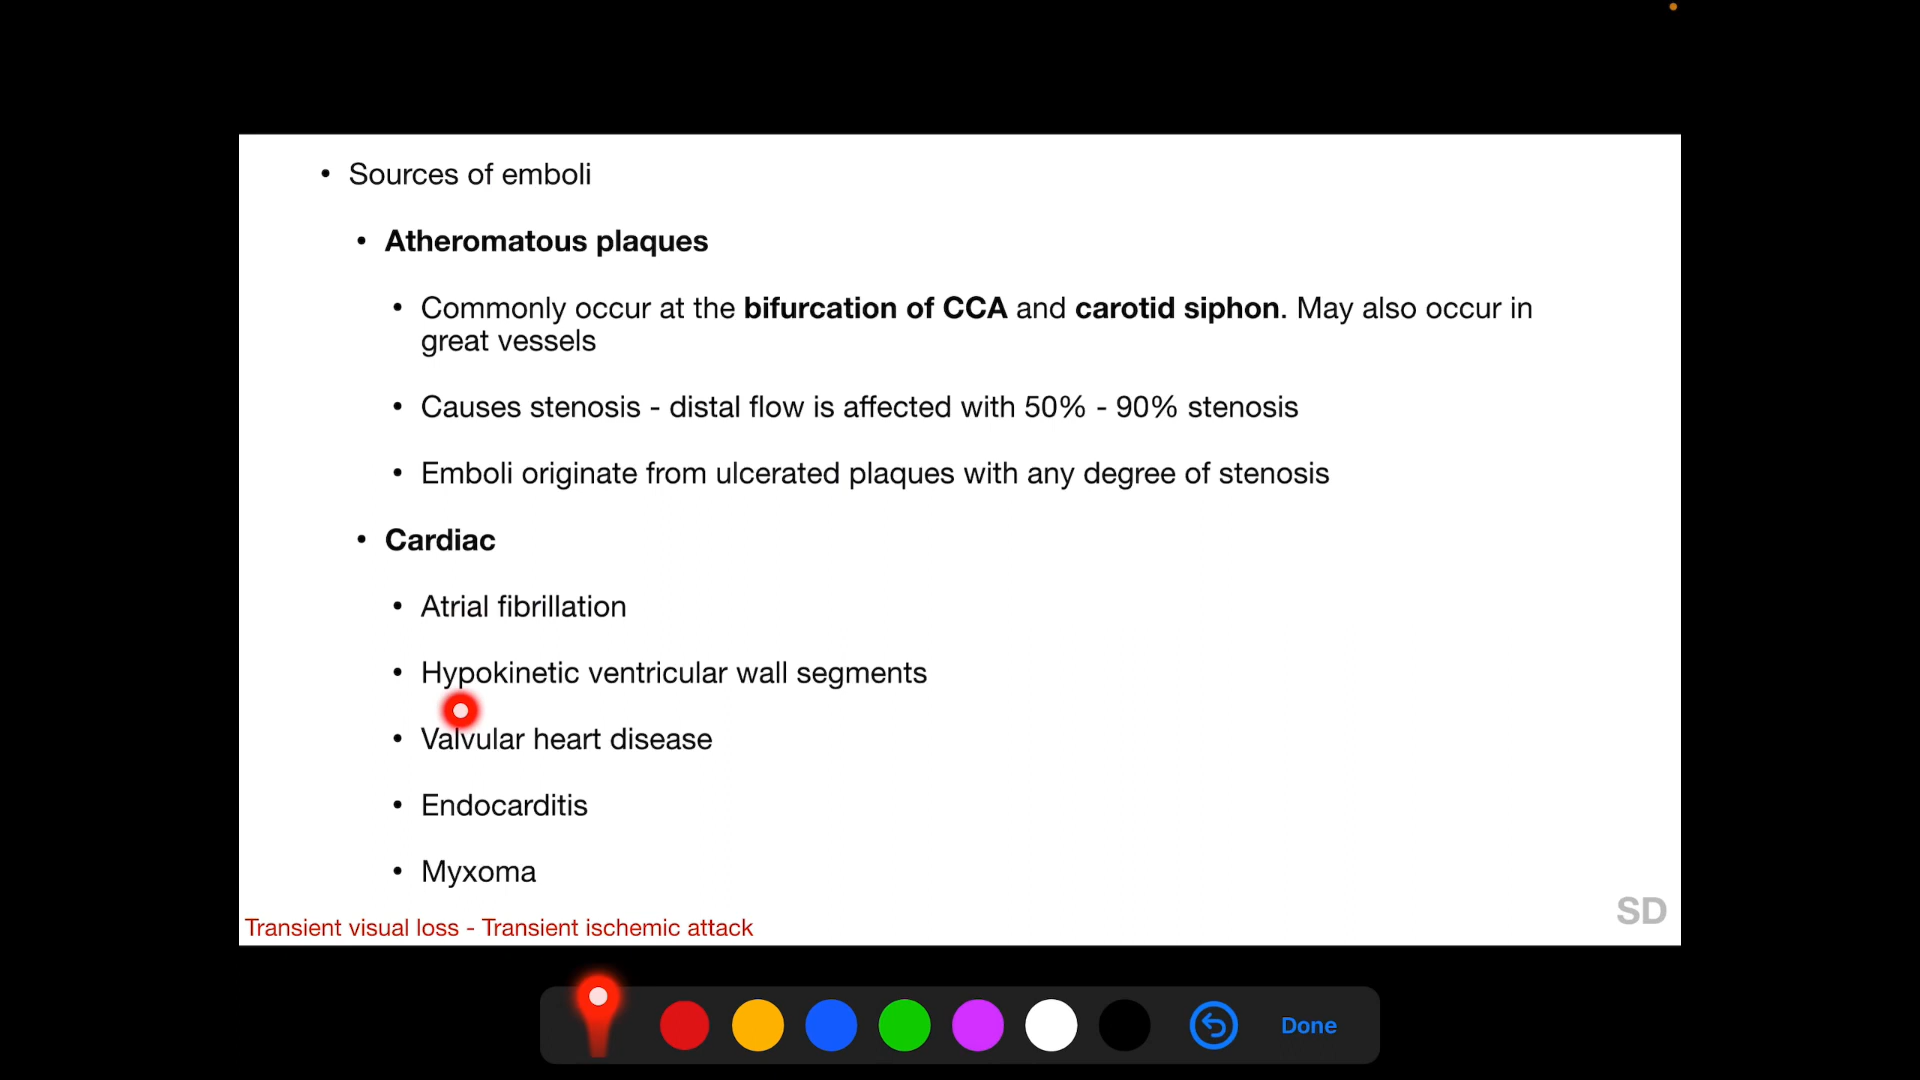 • Sources of emboli
• Atheromatous plaques
• Commonly occur at the bifurcation of CCA and carotid siphon. May also occur in
great vessels
• Causes stenosis - distal flow is affected with 50% - 90% stenosis
• Emboli originate from ulcerated plaques with any degree of stenosis
• Cardiac
• Atrial fibrillation
• Hypokinetic ventricular wall segments
• Valvular heart disease
• Endocarditis
• Myxoma
SD
Transient visual loss - Transient ischemic attack
Done